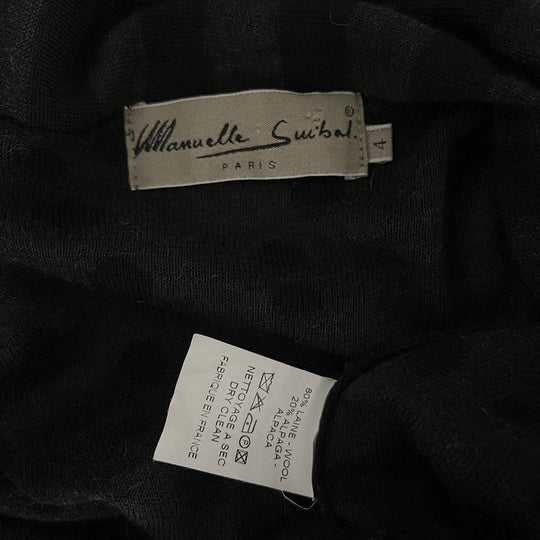 Manuelle Guibal.
PARIS
4
80% LAINE - WOOL
20% ALPAGA -
ALPACA
NETTOYAGE A SEC
DRY CLEAN
FABRIQUE EN FRANCE